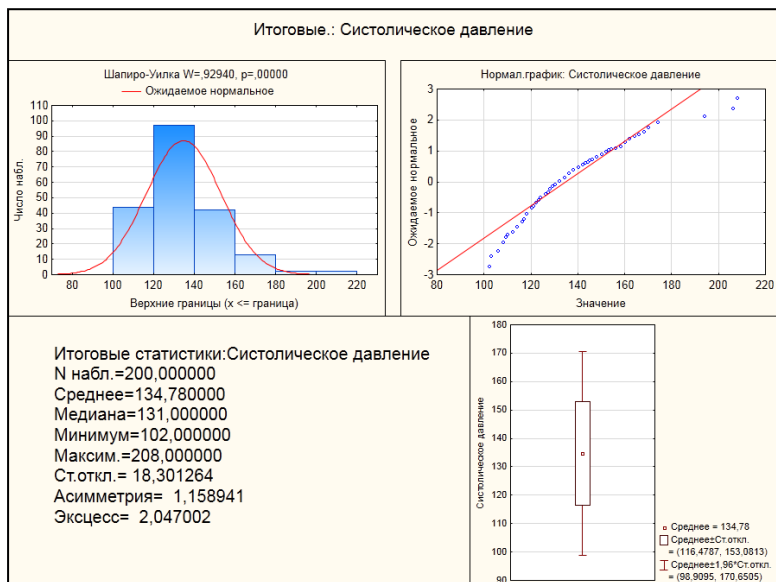 Итоговые.: Систолическое давление
Шапиро-Уилка W=,92940, p=,00000
Ожидаемое нормальное
110
100
90
80
70
60
50
40
30
20
10
0
Число набл.
80 100 120 140 160 180 200 220
Верхние границы (x <= граница)
Нормал.график: Систолическое давление
3
2
1
0
-1
-2
-3
Ожидаемое нормальное
80 100 120 140 160 180 200 220
Значение
Итоговые статистики:Систолическое давление
N набл.=200,000000
Среднее=134,780000
Медиана=131,000000
Минимум=102,000000
Максим.=208,000000
Ст.откл.= 18,301264
Асимметрия= 1,158941
Эксцесс= 2,047002
180
170
160
150
140
130
120
110
100
90
Систолическое давление
Среднее = 134,78
Среднее±Ст.откл.
= (116,4787, 153,0813)
Среднее±1,96*Ст.откл.
= (98,9095, 170,6505)